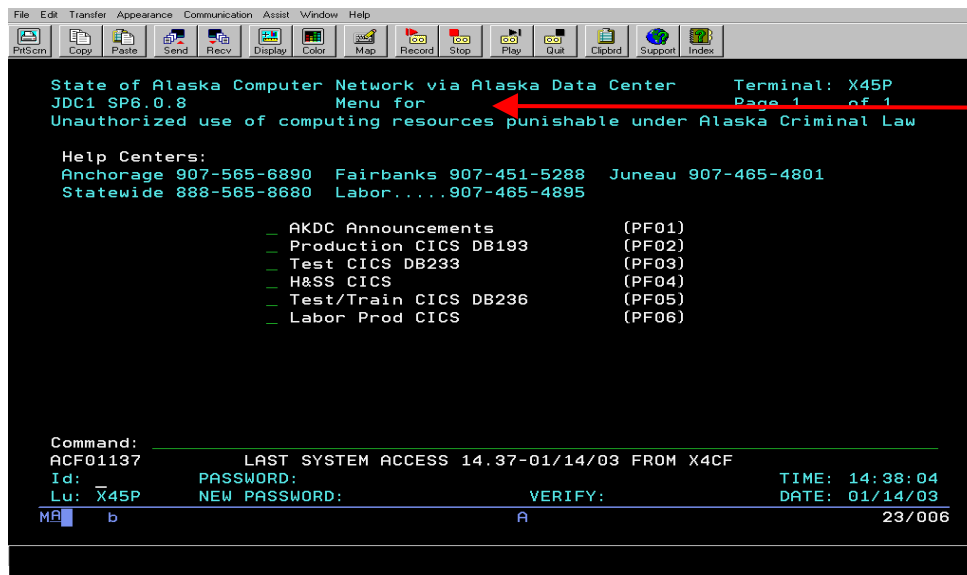 File Edit Transfer Appearance Communication Assist Window Help
PrtScrn Copy Paste Send Recv Display Color Map Record Stop Play Quit Clipbrd Support Index
State of Alaska Computer Network via Alaska Data Center Terminal: X45P
JDC1 SP6.0.8 Menu for Page 1 of 1
Unauthorized use of computing resources punishable under Alaska Criminal Law
Help Centers:
Anchorage 907-565-6890 Fairbanks 907-451-5288 Juneau 907-465-4801
Statewide 888-565-8680 Labor.....907-465-4895
_ AKDC Announcements (PF01)
_ Production CICS DB193 (PF02)
_ Test CICS DB233 (PF03)
_ H&SS CICS (PF04)
_ Test/Train CICS DB236 (PF05)
_ Labor Prod CICS (PF06)
Command:
ACF01137 LAST SYSTEM ACCESS 14.37-01/14/03 FROM X4CF
Id: _ PASSWORD: TIME: 14:38:04
Lu: X45P NEW PASSWORD: VERIFY: DATE: 01/14/03
MA b A 23/006